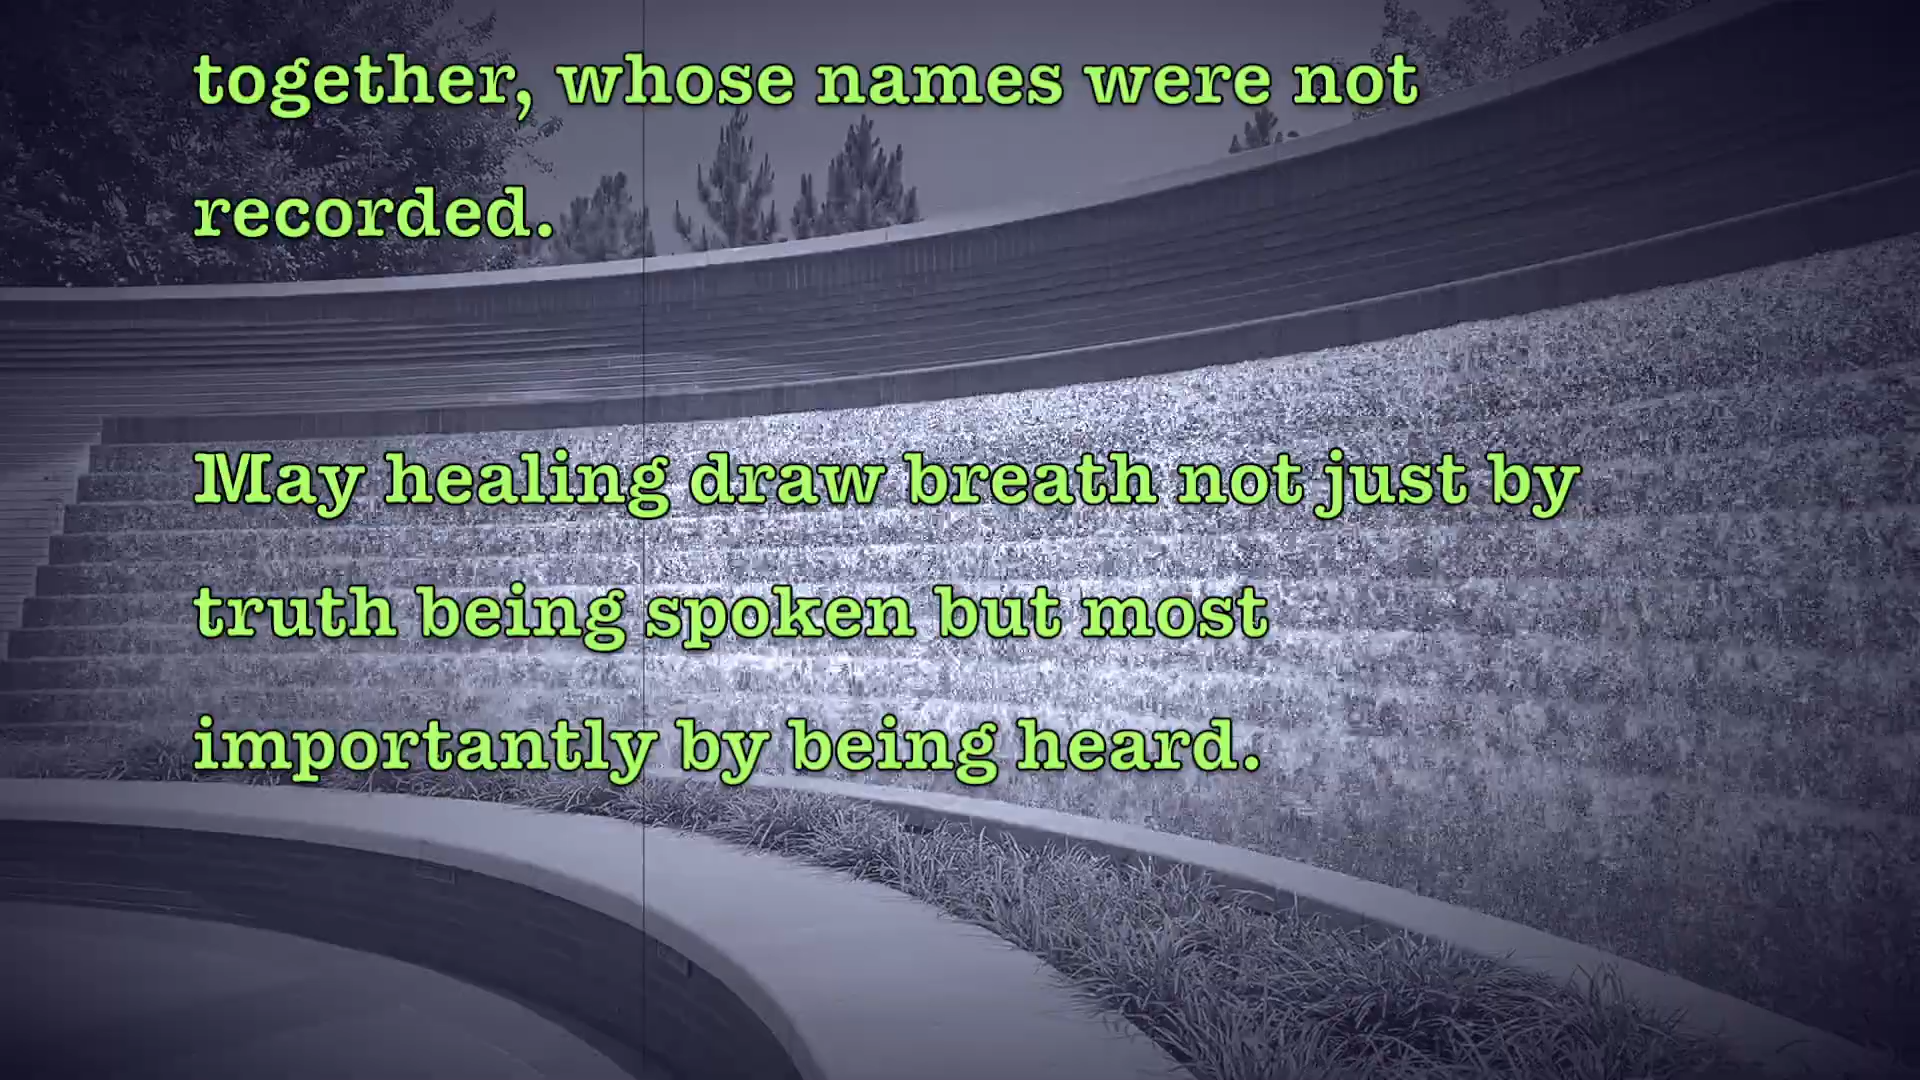 together, whose names were not
recorded.
May healing draw breath not just by
truth being spoken but most
importantly by being heard.